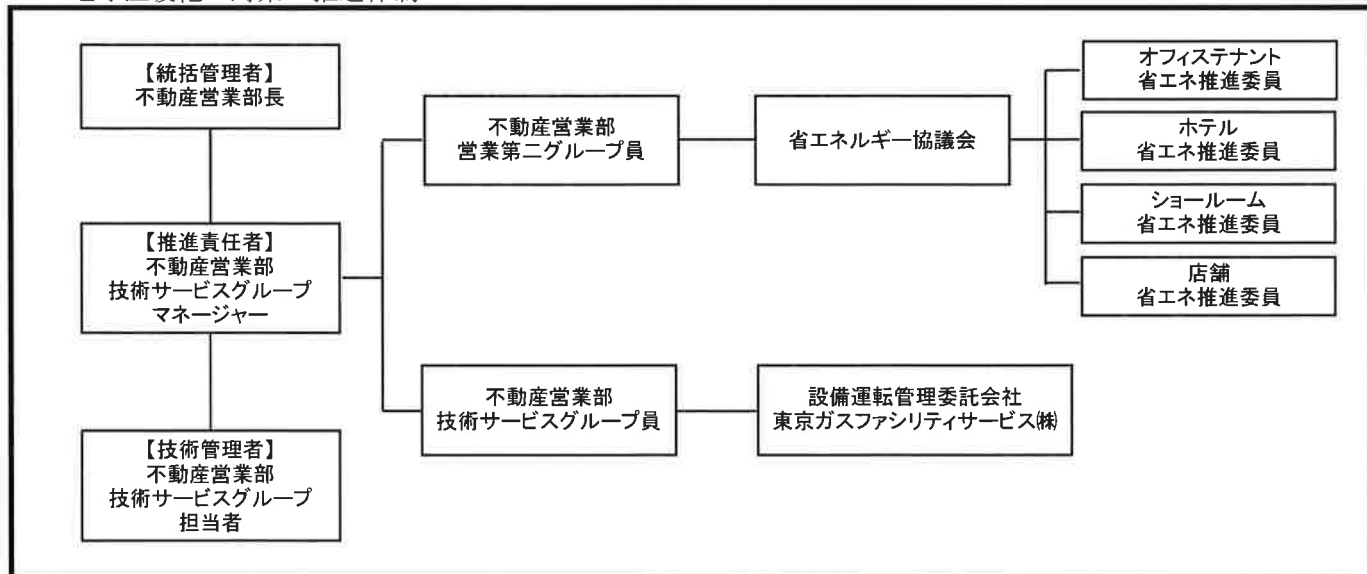 【統括管理者】
不動産営業部長
【推進責任者】
不動産営業部
技術サービスグループ
マネージャー
【技術管理者】
不動産営業部
技術サービスグループ
担当者
不動産営業部
営業第二グループ員
省エネルギー協議会
オフィステナント
省エネ推進委員
ホテル
省エネ推進委員
ショールーム
省エネ推進委員
店舗
省エネ推進委員
不動産営業部
技術サービスグループ員
設備運転管理委託会社
東京ガスファシリティサービス㈱